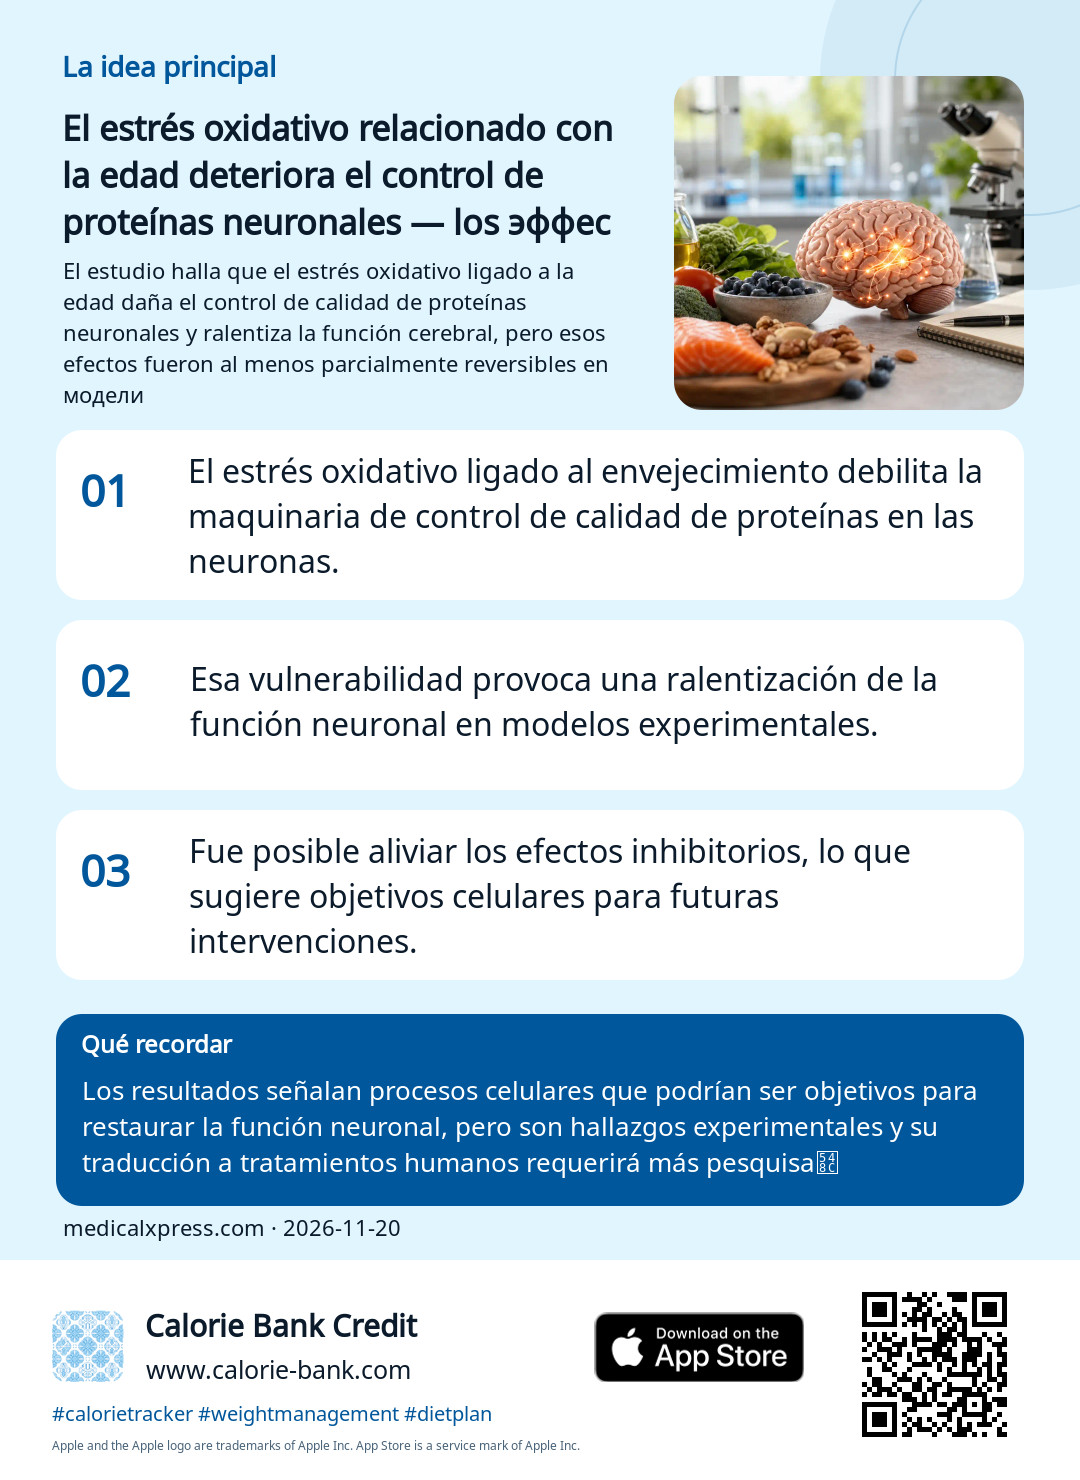 La idea principal
El estrés oxidativo relacionado con
la edad deteriora el control de
proteínas neuronales — los эффес
El estudio halla que el estrés oxidativo ligado a la
edad daña el control de calidad de proteínas
neuronales y ralentiza la función cerebral, pero esos
efectos fueron al menos parcialmente reversibles en
модели
01
El estrés oxidativo ligado al envejecimiento debilita la
maquinaria de control de calidad de proteínas en las
neuronas.
02
Esa vulnerabilidad provoca una ralentización de la
función neuronal en modelos experimentales.
03
Fue posible aliviar los efectos inhibitorios, lo que
sugiere objetivos celulares para futuras
intervenciones.
Qué recordar
Los resultados señalan procesos celulares que podrían ser objetivos para
restaurar la función neuronal, pero son hallazgos experimentales y su
traducción a tratamientos humanos requerirá más pesquisa
medicalxpress.com · 2026-11-20
Calorie Bank Credit
www.calorie-bank.com
Download on the
App Store
#calorietracker #weightmanagement #dietplan
Apple and the Apple logo are trademarks of Apple Inc. App Store is a service mark of Apple Inc.